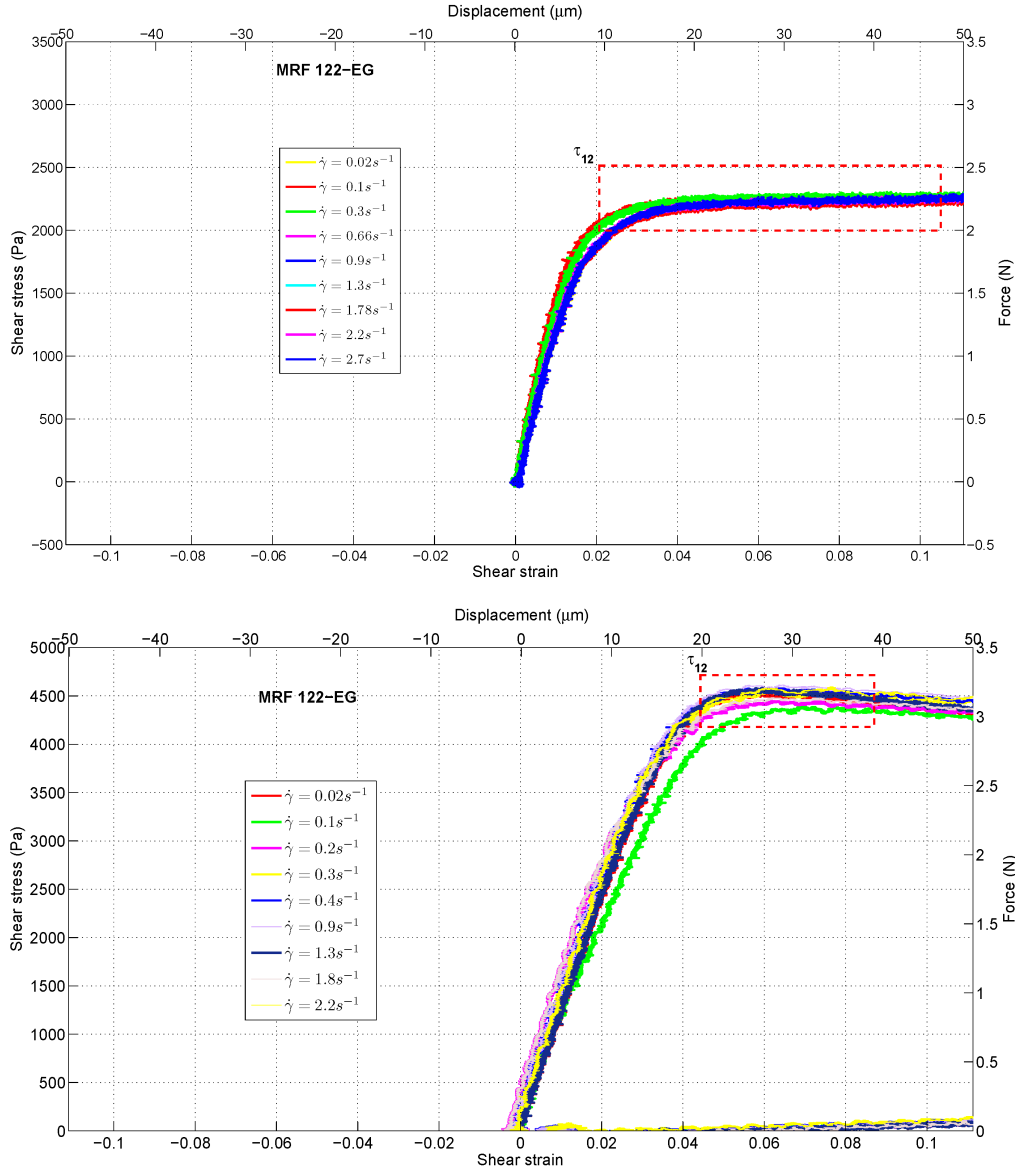 Displacement (μm)
−50 −40 −30 −20 −10 0 10 20 30 40 50
3500 3.5
MRF 122−EG
3000 3
2500 2.5
τ12
γ̇ = 0.02s⁻¹
γ̇ = 0.1s⁻¹
γ̇ = 0.3s⁻¹
γ̇ = 0.66s⁻¹
γ̇ = 0.9s⁻¹
γ̇ = 1.3s⁻¹
γ̇ = 1.78s⁻¹
γ̇ = 2.2s⁻¹
γ̇ = 2.7s⁻¹
2000 2
Shear stress (Pa)
Force (N)
1500 1.5
1000 1
500 0.5
0 0
−500 −0.5
−0.1 −0.08 −0.06 −0.04 −0.02 0 0.02 0.04 0.06 0.08 0.1
Shear strain
Displacement (μm)
−50 −40 −30 −20 −10 0 10 20 30 40 50
5000 3.5
τ12
MRF 122−EG
4500
3
4000
2.5
3500
γ̇ = 0.02s⁻¹
γ̇ = 0.1s⁻¹
γ̇ = 0.2s⁻¹
γ̇ = 0.3s⁻¹
γ̇ = 0.4s⁻¹
γ̇ = 0.9s⁻¹
γ̇ = 1.3s⁻¹
γ̇ = 1.8s⁻¹
γ̇ = 2.2s⁻¹
3000
2
2500
Shear stress (Pa)
Force (N)
2000
1.5
1500
1
1000
0.5
500
0 0
−0.1 −0.08 −0.06 −0.04 −0.02 0 0.02 0.04 0.06 0.08 0.1
Shear strain